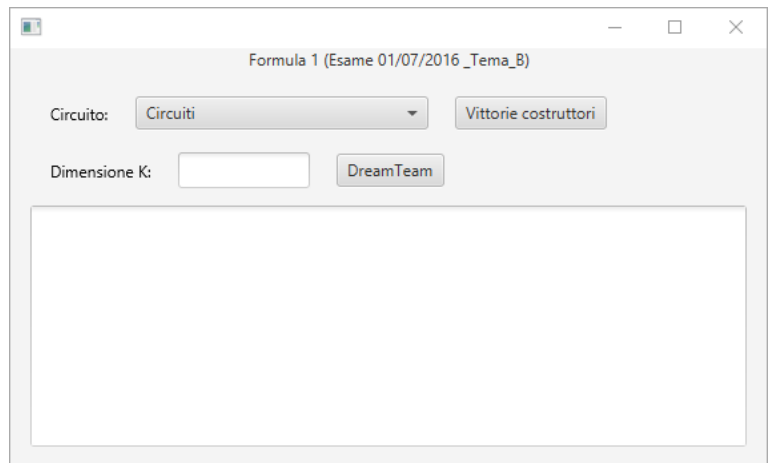 Formula 1 (Esame 01/07/2016 _Tema_B)
Circuito: Circuiti Vittorie costruttori
Dimensione K: DreamTeam